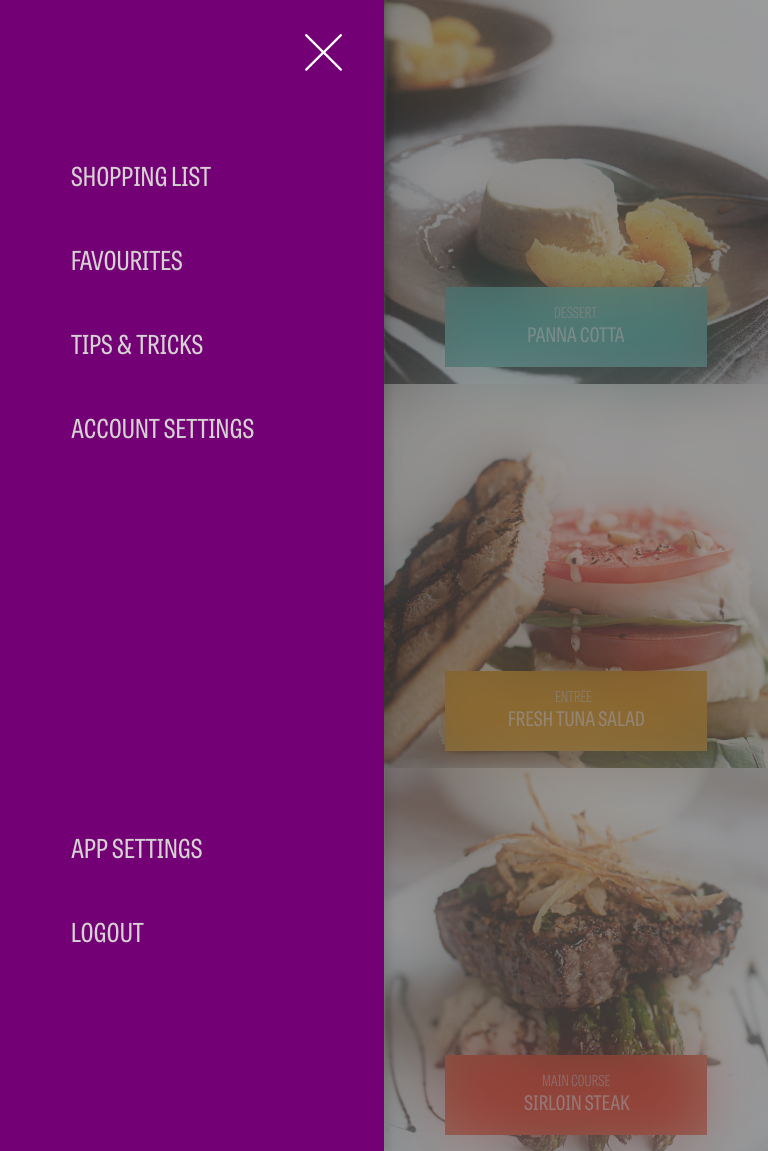 SHOPPING LIST
FAVOURITES
TIPS & TRICKS
ACCOUNT SETTINGS
APP SETTINGS
LOGOUT
DESSERT
PANNA COTTA
ENTRÉE
FRESH TUNA SALAD
MAIN COURSE
SIRLOIN STEAK